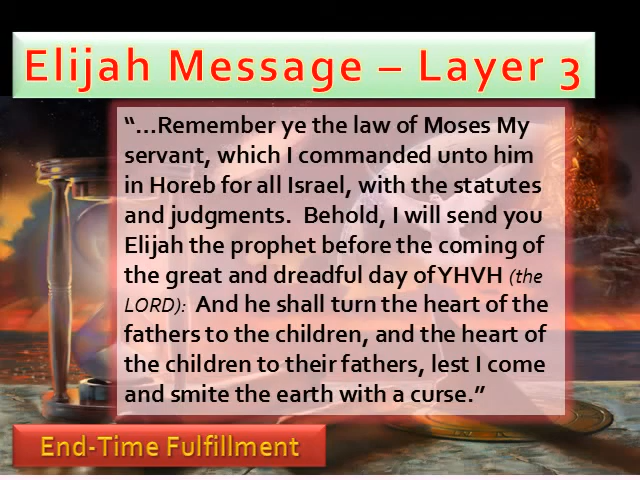 Elijah Message – Layer 3
“...Remember ye the law of Moses My
servant, which I commanded unto him
in Horeb for all Israel, with the statutes
and judgments.  Behold, I will send you
Elijah the prophet before the coming of
the great and dreadful day of YHVH (the
LORD):  And he shall turn the heart of the
fathers to the children, and the heart of
the children to their fathers, lest I come
and smite the earth with a curse.”
End-Time Fulfillment